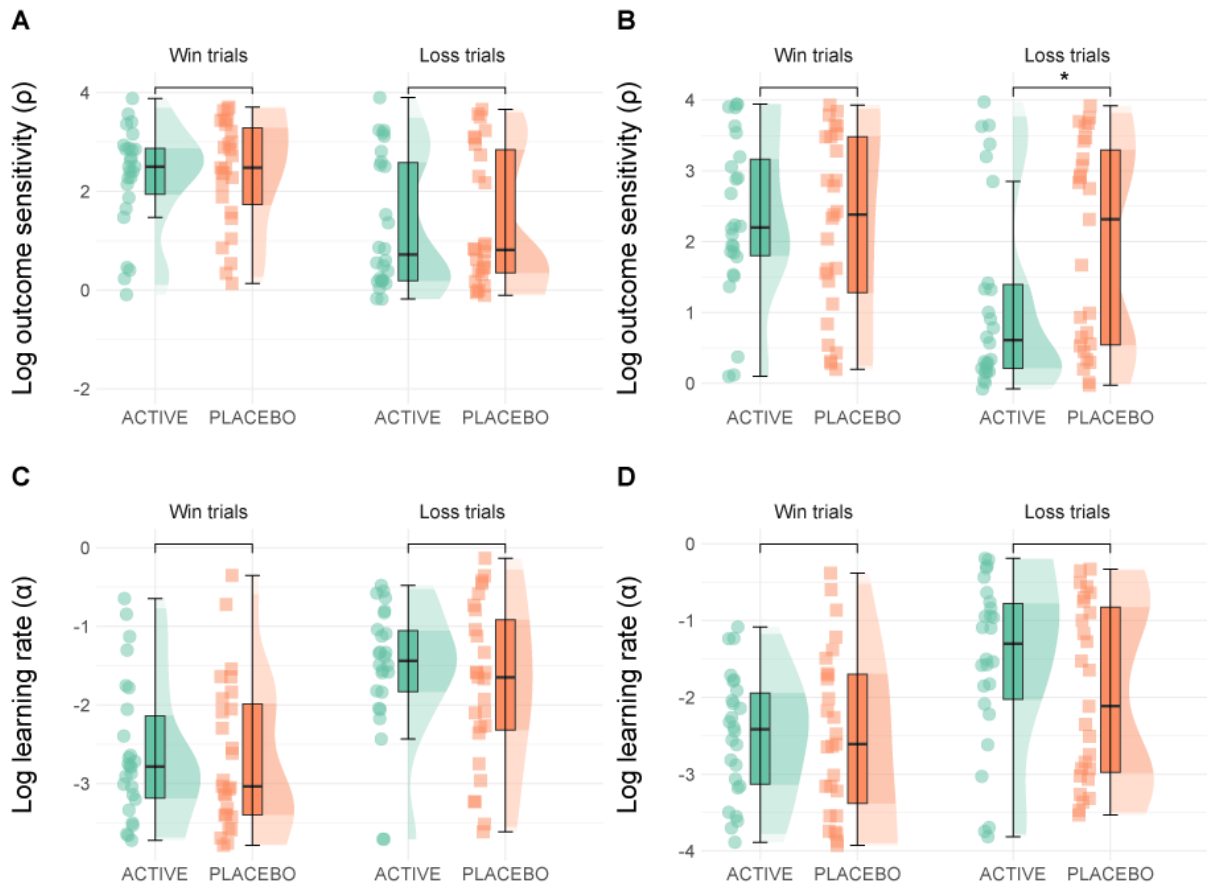 A
B
Win trials
Loss trials
Win trials
Loss trials
*
Log outcome sensitivity (ρ)
4
2
0
-2
ACTIVE
PLACEBO
ACTIVE
PLACEBO
Log outcome sensitivity (ρ)
4
3
2
1
0
ACTIVE
PLACEBO
ACTIVE
PLACEBO
C
D
Win trials
Loss trials
Win trials
Loss trials
Log learning rate (α)
0
-1
-2
-3
ACTIVE
PLACEBO
ACTIVE
PLACEBO
Log learning rate (α)
0
-1
-2
-3
-4
ACTIVE
PLACEBO
ACTIVE
PLACEBO